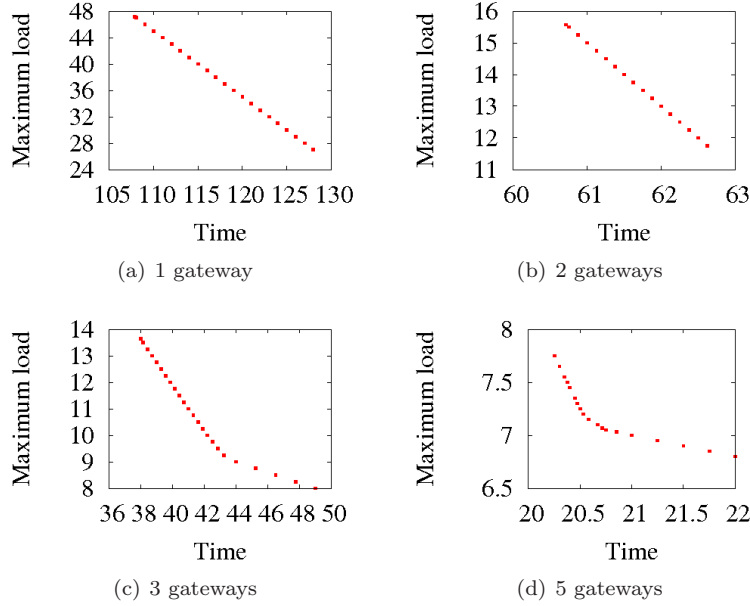 Maximum load
48
44
40
36
32
28
24
105 110 115 120 125 130
Time
(a) 1 gateway
Maximum load
16
15
14
13
12
11
60 61 62 63
Time
(b) 2 gateways
Maximum load
14
13
12
11
10
9
8
36 38 40 42 44 46 48 50
Time
(c) 3 gateways
Maximum load
8
7.5
7
6.5
20 20.5 21 21.5 22
Time
(d) 5 gateways